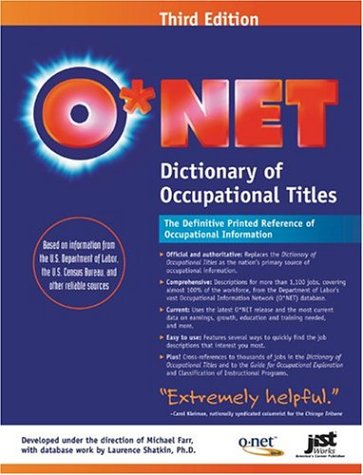 Third Edition
O*NET
Dictionary of
Occupational Titles
The Definitive Printed Reference of
Occupational Information
Based on information from
the U.S. Department of Labor,
the U.S. Census Bureau, and
other reliable sources
• Official and authoritative: Replaces the Dictionary of
Occupational Titles as the nation's primary source of
occupational information.
• Comprehensive: Descriptions for more than 1,100 jobs, covering
almost 100% of the workforce, from the Department of Labor's
vast Occupational Information Network (O*NET) database.
• Current: Uses the latest O*NET release and the most current
data on earnings, growth, education and training needed,
and more.
• Easy to use: Features several ways to quickly find the job
descriptions that interest you most.
• Plus! Cross-references to thousands of jobs in the Dictionary of
Occupational Titles and to the Guide for Occupational Exploration
and Classification of Instructional Programs.
"Extremely helpful."
–Carol Kleiman, nationally syndicated columnist for the Chicago Tribune
Developed under the direction of Michael Farr,
with database work by Laurence Shatkin, Ph.D.
o·net
jist
Works
America's Career Publisher